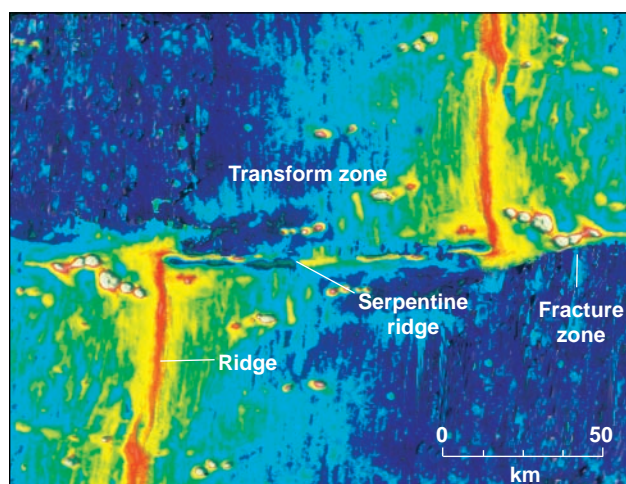 Transform zone
Serpentine
ridge
Fracture
zone
Ridge
0 50
km